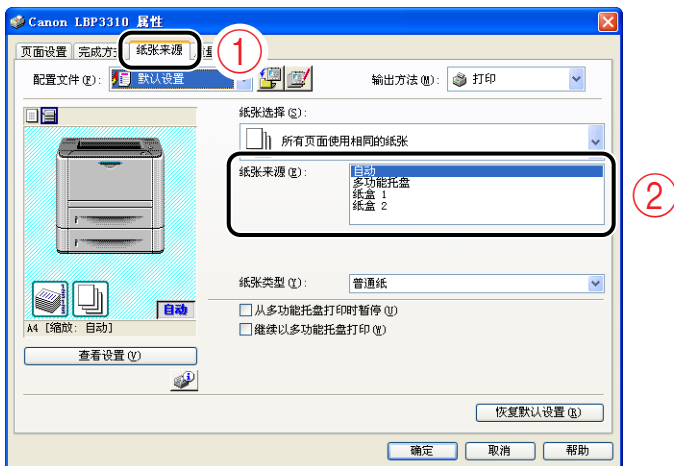 Canon LBP3310 属性
页面设置 完成方 纸张来源
①
配置文件(F): 默认设置 输出方法(M): 打印
纸张选择(S):
所有页面使用相同的纸张
纸张来源(E): 自动
多功能托盘
纸盒 1
纸盒 2
②
纸张类型(Y): 普通纸
自动
从多功能托盘打印时暂停(U)
A4 [缩放: 自动]
继续以多功能托盘打印(W)
查看设置(V)
恢复默认设置(R)
确定 取消 帮助